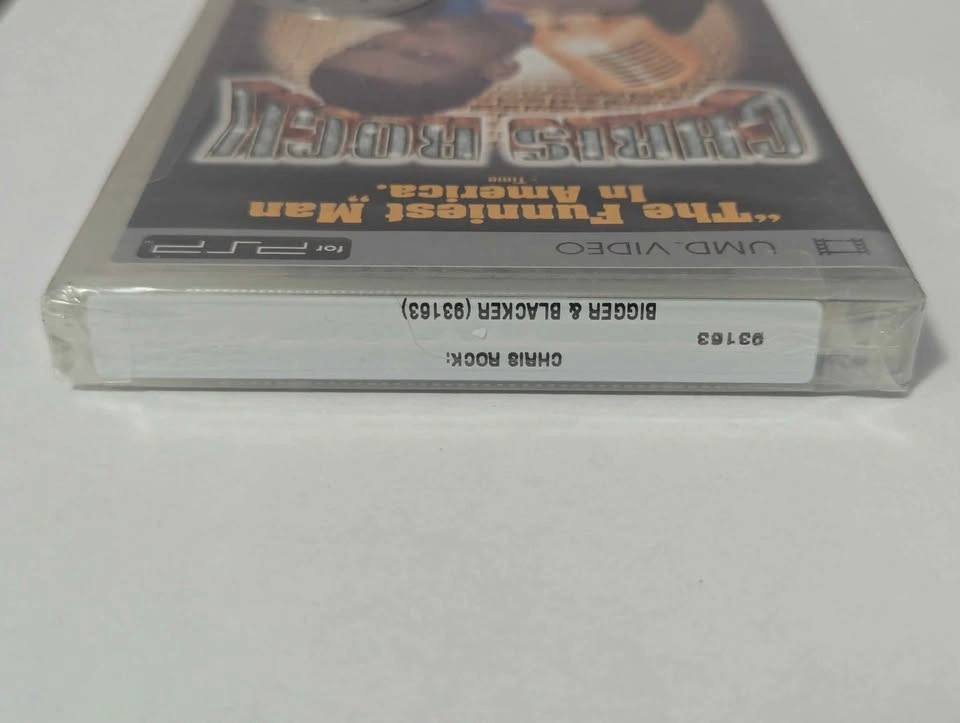 CHRIS ROCK:
93163
BIGGER & BLACKER (93163)
UMD. VIDEO
for PSP
"The Funniest Man
In America."
- Time
CHRIS ROCK